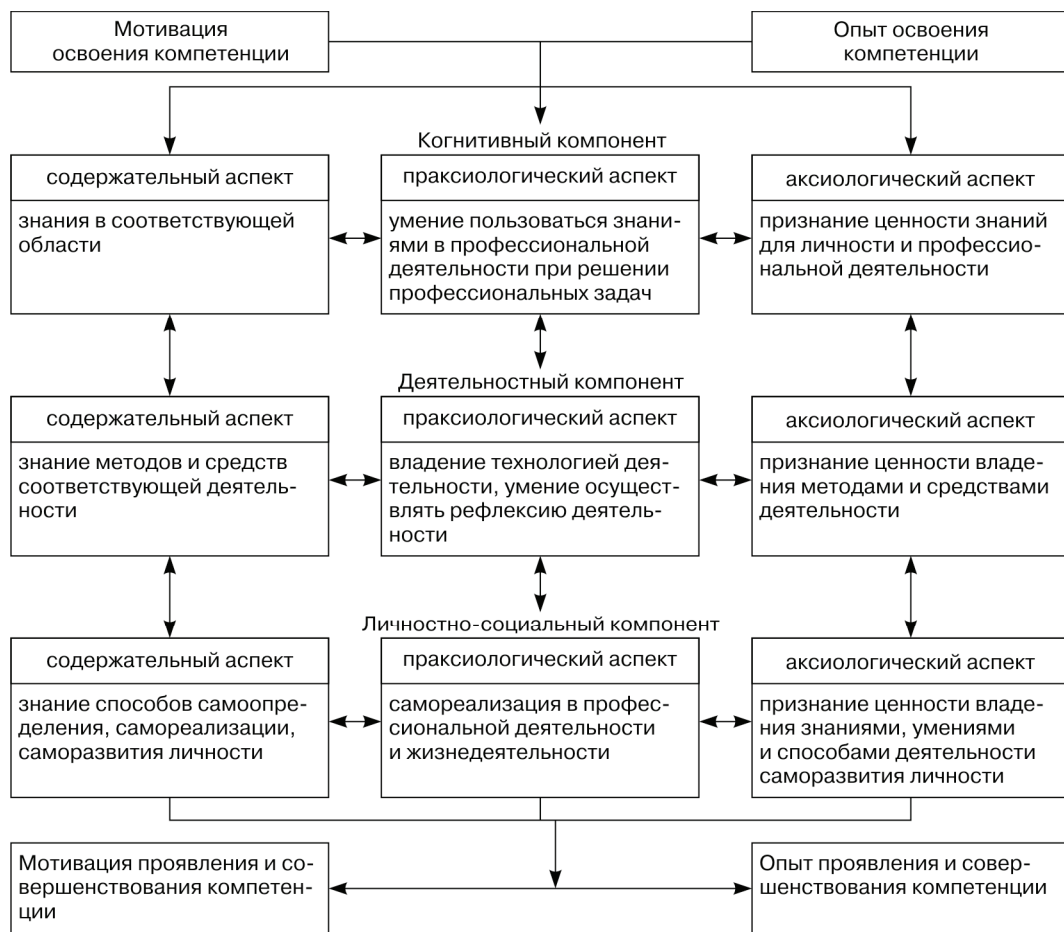 Мотивация
освоения компетенции
Опыт освоения
компетенции
Когнитивный компонент
содержательный аспект
знания в соответствующей
области
праксиологический аспект
умение пользоваться знани-
ями в профессиональной
деятельности при решении
профессиональных задач
аксиологический аспект
признание ценности знаний
для личности и профессио-
нальной деятельности
Деятельностный компонент
содержательный аспект
знание методов и средств
соответствующей деятель-
ности
праксиологический аспект
владение технологией дея-
тельности, умение осущест-
влять рефлексию деятель-
ности
аксиологический аспект
признание ценности владе-
ния методами и средствами
деятельности
Личностно-социальный компонент
содержательный аспект
знание способов самоопре-
деления, самореализации,
саморазвития личности
праксиологический аспект
самореализация в профес-
сиональной деятельности
и жизнедеятельности
аксиологический аспект
признание ценности владе-
ния знаниями, умениями
и способами деятельности
саморазвития личности
Мотивация проявления и со-
вершенствования компетен-
ции
Опыт проявления и совер-
шенствования компетенции